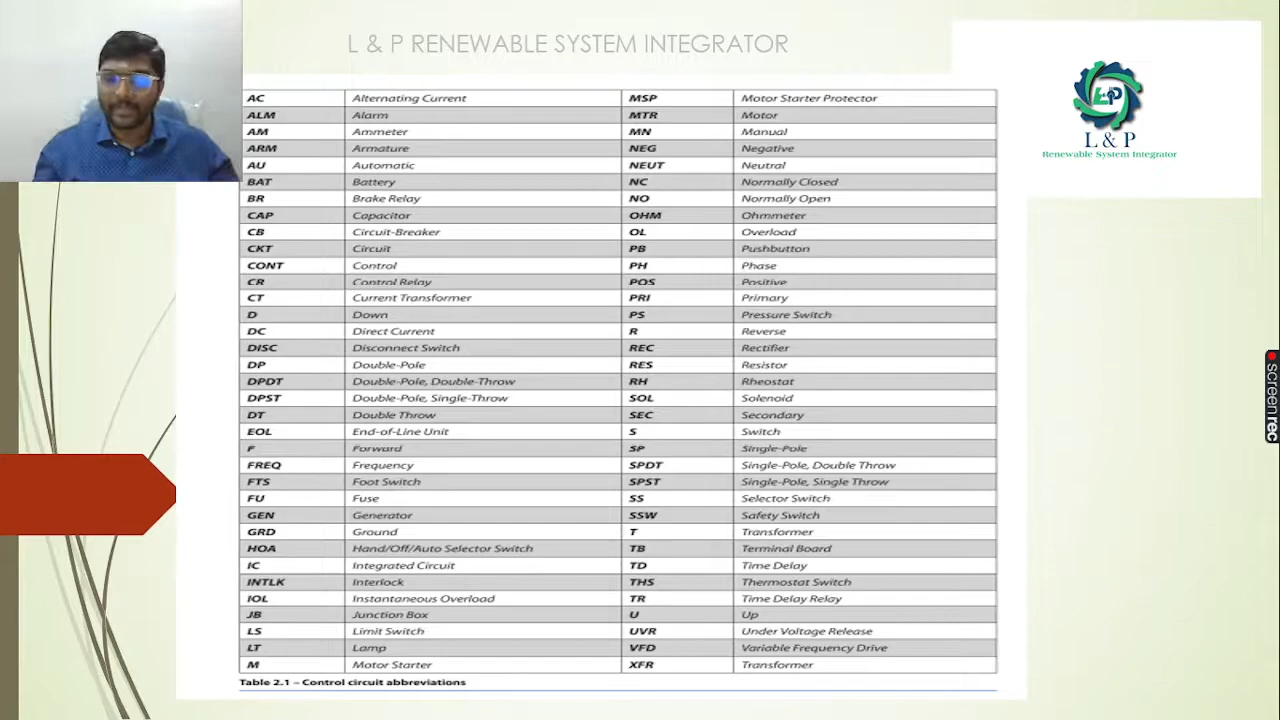 L & P RENEWABLE SYSTEM INTEGRATOR
L&P
L & P
Renewable System Integrator
AC Alternating Current MSP Motor Starter Protector
ALM Alarm MTR Motor
AM Ammeter MN Manual
ARM Armature NEG Negative
AU Automatic NEUT Neutral
BAT Battery NC Normally Closed
BR Brake Relay NO Normally Open
CAP Capacitor OHM Ohmmeter
CB Circuit-Breaker OL Overload
CKT Circuit PB Pushbutton
CONT Control PH Phase
CR Control Relay POS Positive
CT Current Transformer PRI Primary
D Down PS Pressure Switch
DC Direct Current R Reverse
DISC Disconnect Switch REC Rectifier
DP Double-Pole RES Resistor
DPDT Double-Pole, Double-Throw RH Rheostat
DPST Double-Pole, Single-Throw SOL Solenoid
DT Double Throw SEC Secondary
EOL End-of-Line Unit S Switch
F Forward SP Single-Pole
FREQ Frequency SPDT Single-Pole, Double Throw
FTS Foot Switch SPST Single-Pole, Single Throw
FU Fuse SS Selector Switch
GEN Generator SSW Safety Switch
GRD Ground T Transformer
HOA Hand/Off/Auto Selector Switch TB Terminal Board
IC Integrated Circuit TD Time Delay
INTLK Interlock THS Thermostat Switch
IOL Instantaneous Overload TR Time Delay Relay
JB Junction Box U Up
LS Limit Switch UVR Under Voltage Release
LT Lamp VFD Variable Frequency Drive
M Motor Starter XFR Transformer
Table 2.1 – Control circuit abbreviations
screenrec